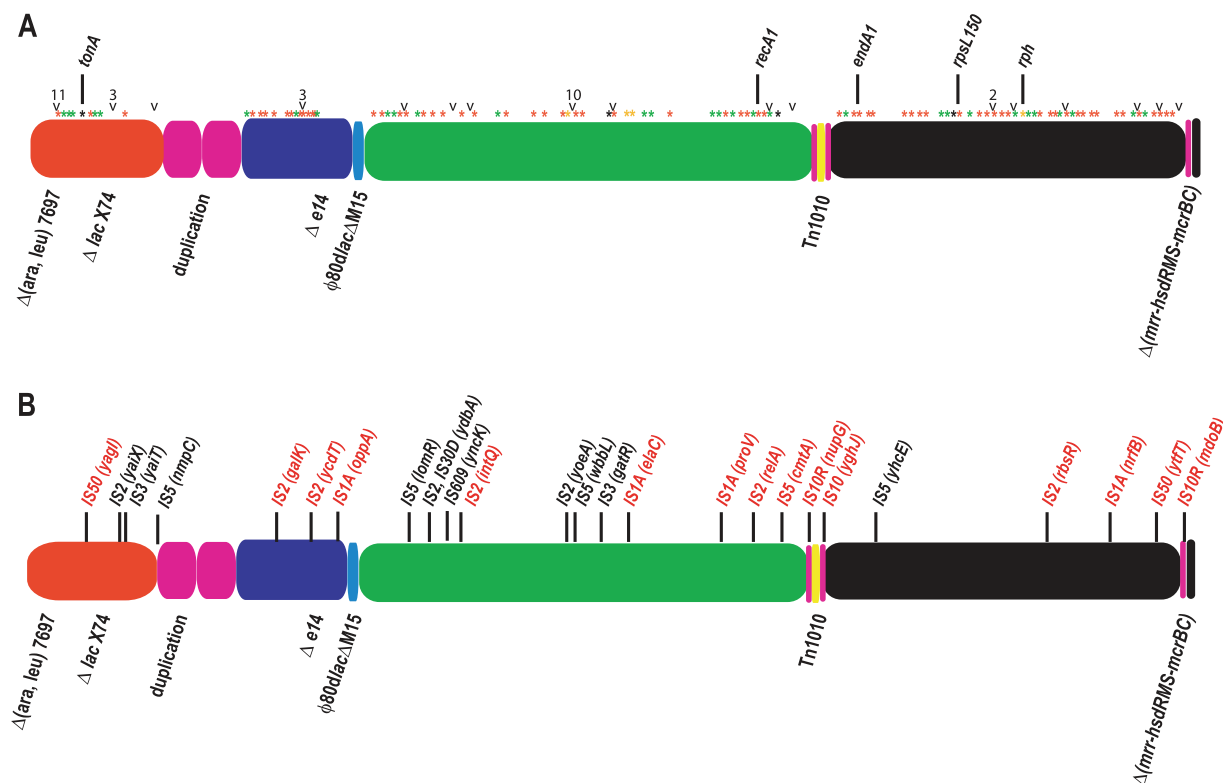 A
tonA
recA1
endA1
rpsL150
rph
11
3
3
10
2
Δ(ara, leu) 7697
Δ lac X74
duplication
Δ e14
ϕ80dlacΔM15
Tn1010
Δ(mrr-hsdRMS-mcrBC)
B
IS50 (yagI)
IS2 (yaiX)
IS3 (yaiT)
IS5 (nmpC)
IS2 (galK)
IS2 (ycdT)
IS1A (oppA)
IS5 (lomR)
IS2, IS30D (ydbA)
IS609 (yncK)
IS2 (intQ)
IS2 (yoeA)
IS5 (wbbL)
IS3 (gatR)
IS1A (elaC)
IS1A (proV)
IS2 (relA)
IS5 (cmtA)
IS10R (nupG)
IS10 (yghJ)
IS5 (yhcE)
IS2 (rbsR)
IS1A (nrfB)
IS50 (ytfT)
IS10R (mdoB)
Δ(ara, leu) 7697
Δ lac X74
duplication
Δ e14
ϕ80dlacΔM15
Tn1010
Δ(mrr-hsdRMS-mcrBC)